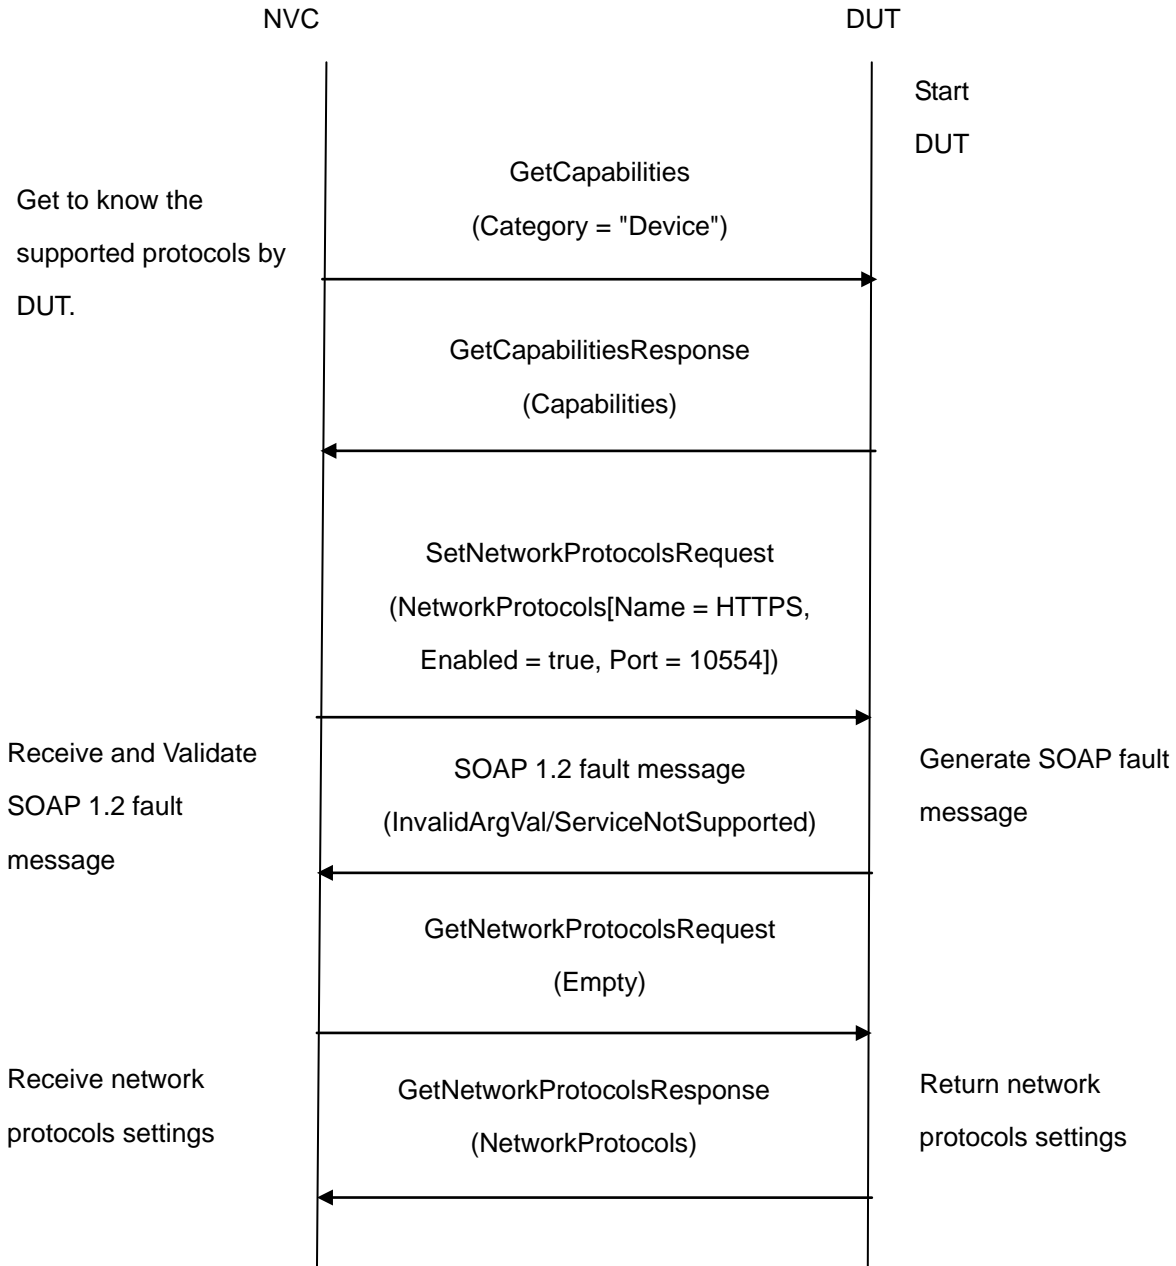 NVC
DUT
Start
DUT
GetCapabilities
(Category = "Device")
Get to know the
supported protocols by
DUT.
GetCapabilitiesResponse
(Capabilities)
SetNetworkProtocolsRequest
(NetworkProtocols[Name = HTTPS,
Enabled = true, Port = 10554])
Receive and Validate
SOAP 1.2 fault
message
SOAP 1.2 fault message
(InvalidArgVal/ServiceNotSupported)
Generate SOAP fault
message
GetNetworkProtocolsRequest
(Empty)
Receive network
protocols settings
GetNetworkProtocolsResponse
(NetworkProtocols)
Return network
protocols settings